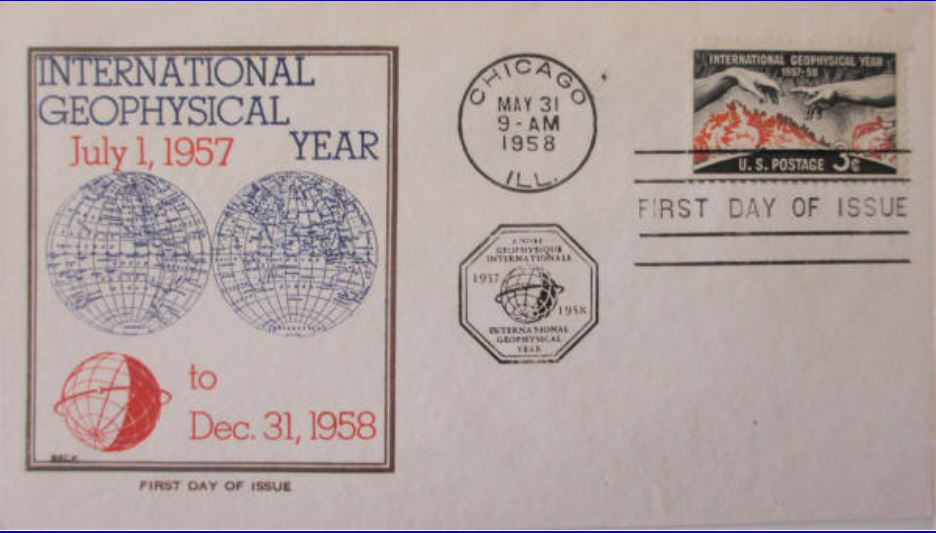 INTERNATIONAL
GEOPHYSICAL
July 1, 1957 YEAR
to
Dec. 31, 1958
FIRST DAY OF ISSUE
CHICAGO
MAY 31
9-AM
1958
ILL.
ANNEE
GEOPHYSIQUE
INTERNATIONALE
1957
1958
INTERNATIONAL
GEOPHYSICAL
YEAR
INTERNATIONAL GEOPHYSICAL YEAR
1957-58
U.S. POSTAGE 3¢
FIRST DAY OF ISSUE